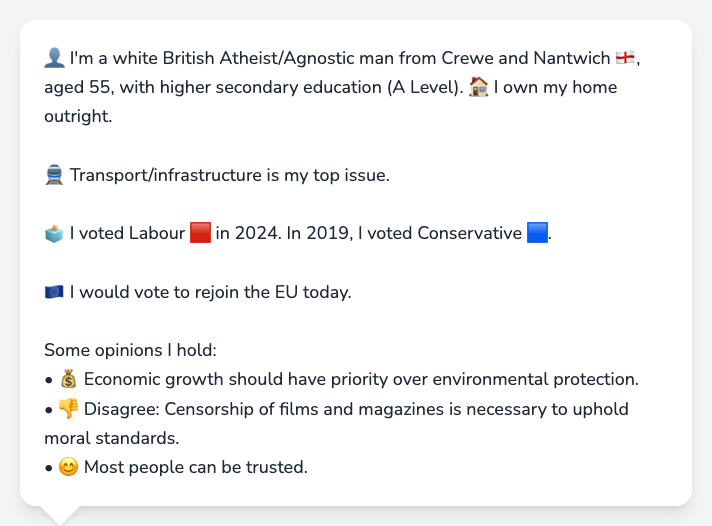 👤 I'm a white British Atheist/Agnostic man from Crewe and Nantwich 🏴󠁧󠁢󠁥󠁮󠁧󠁿,
aged 55, with higher secondary education (A Level). 🏠 I own my home
outright.
🚆 Transport/infrastructure is my top issue.
🗳️ I voted Labour 🟥 in 2024. In 2019, I voted Conservative 🟦.
🇪🇺 I would vote to rejoin the EU today.
Some opinions I hold:
• 💰 Economic growth should have priority over environmental protection.
• 👎 Disagree: Censorship of films and magazines is necessary to uphold
moral standards.
• 😊 Most people can be trusted.